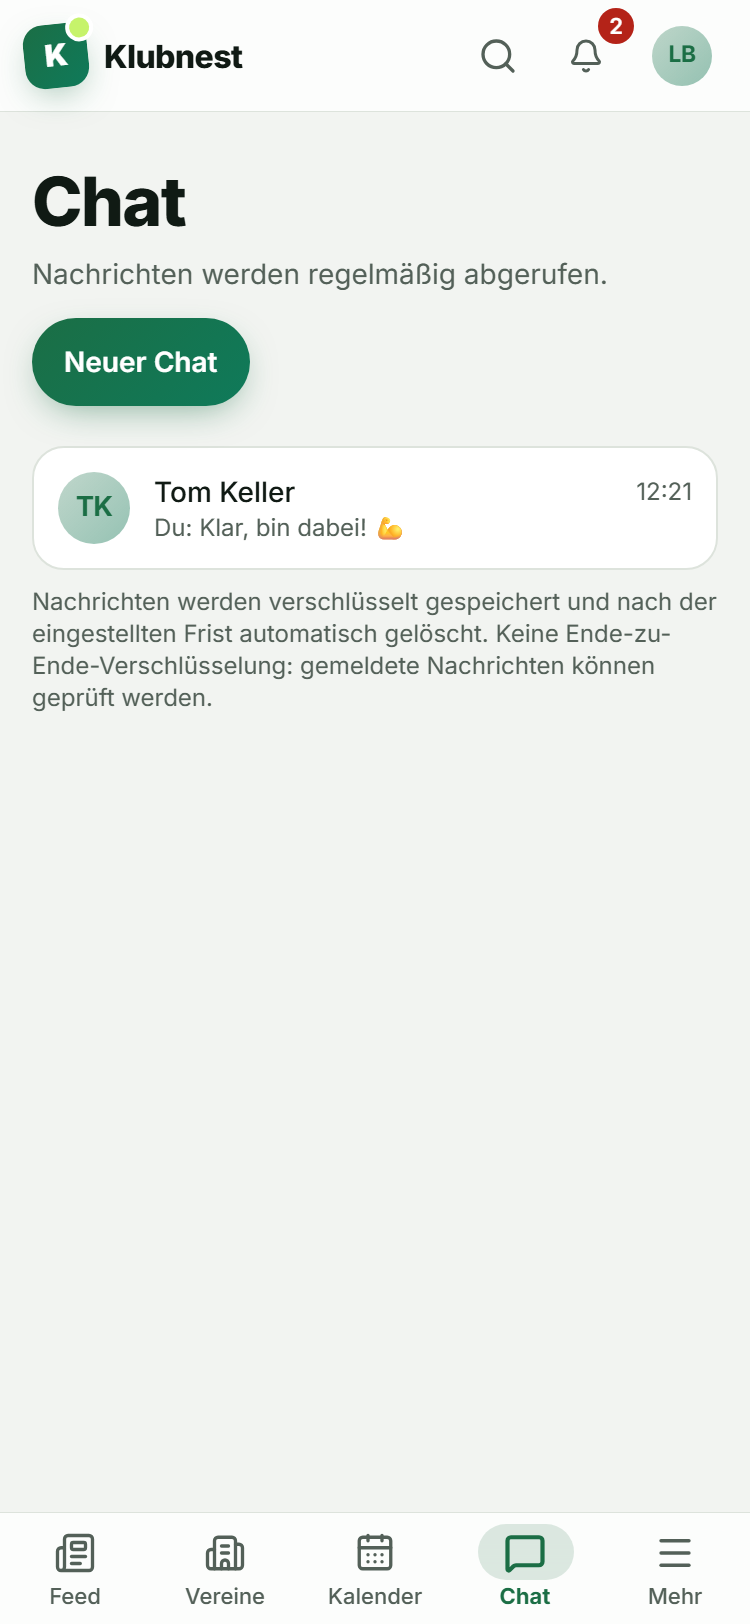 K
Klubnest
2
LB
Chat
Nachrichten werden regelmäßig abgerufen.
Neuer Chat
TK
Tom Keller
12:21
Du: Klar, bin dabei! 💪
Nachrichten werden verschlüsselt gespeichert und nach der
eingestellten Frist automatisch gelöscht. Keine Ende-zu-
Ende-Verschlüsselung: gemeldete Nachrichten können
geprüft werden.
Feed
Vereine
Kalender
Chat
Mehr